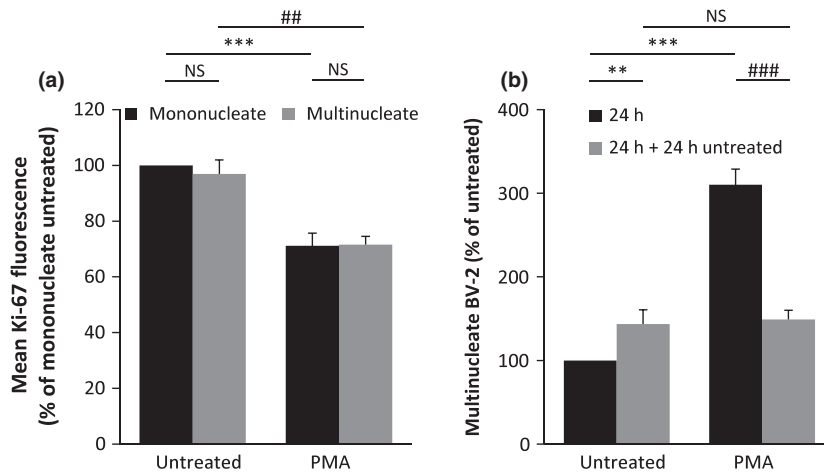 ##
***
NS
NS
(a)
Mean Ki-67 fluorescence
(% of mononucleate untreated)
120
100
80
60
40
20
0
Mononucleate
Multinucleate
Untreated
PMA
NS
***
**
###
(b)
Multinucleate BV-2 (% of untreated)
400
300
200
100
0
24 h
24 h + 24 h untreated
Untreated
PMA